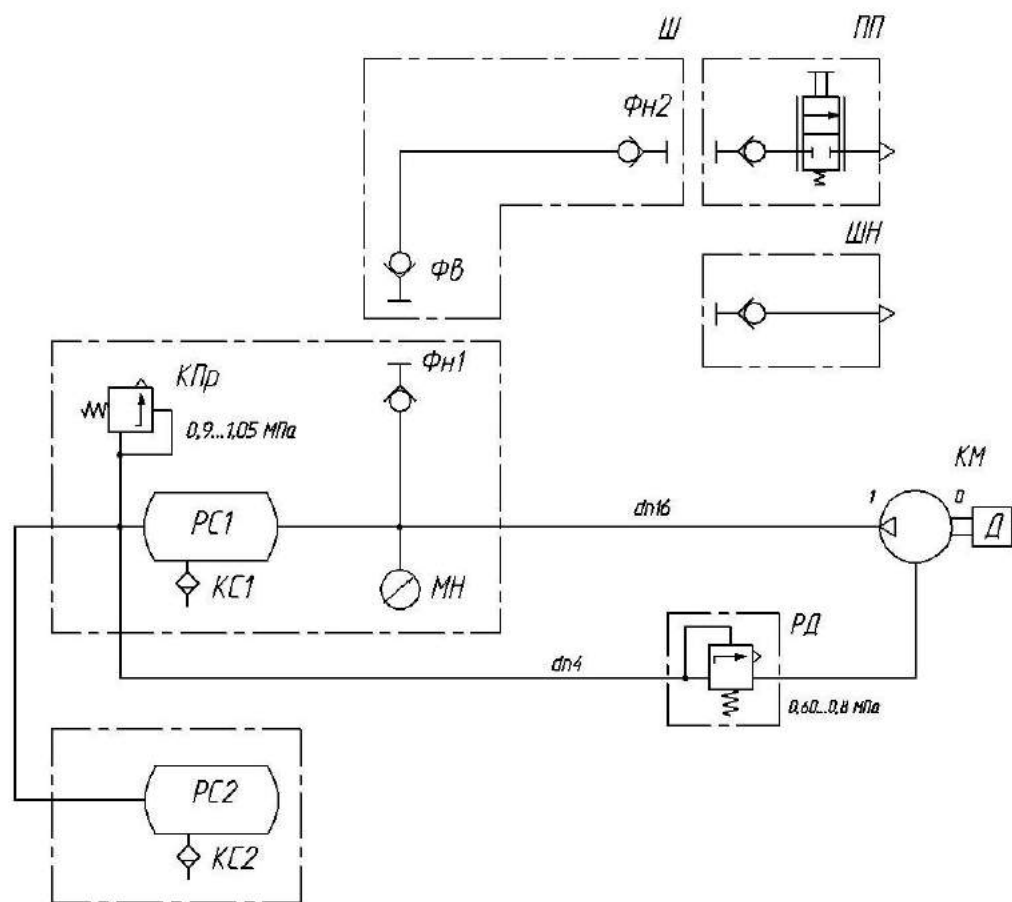 Ш
ПП
Фн2
ФВ
ШН
Фн1
КПр
0,9...1,05 МПа
КМ
1
0
Д
РС1
dn16
КС1
МН
РД
dn4
0,60...0,8 МПа
РС2
КС2